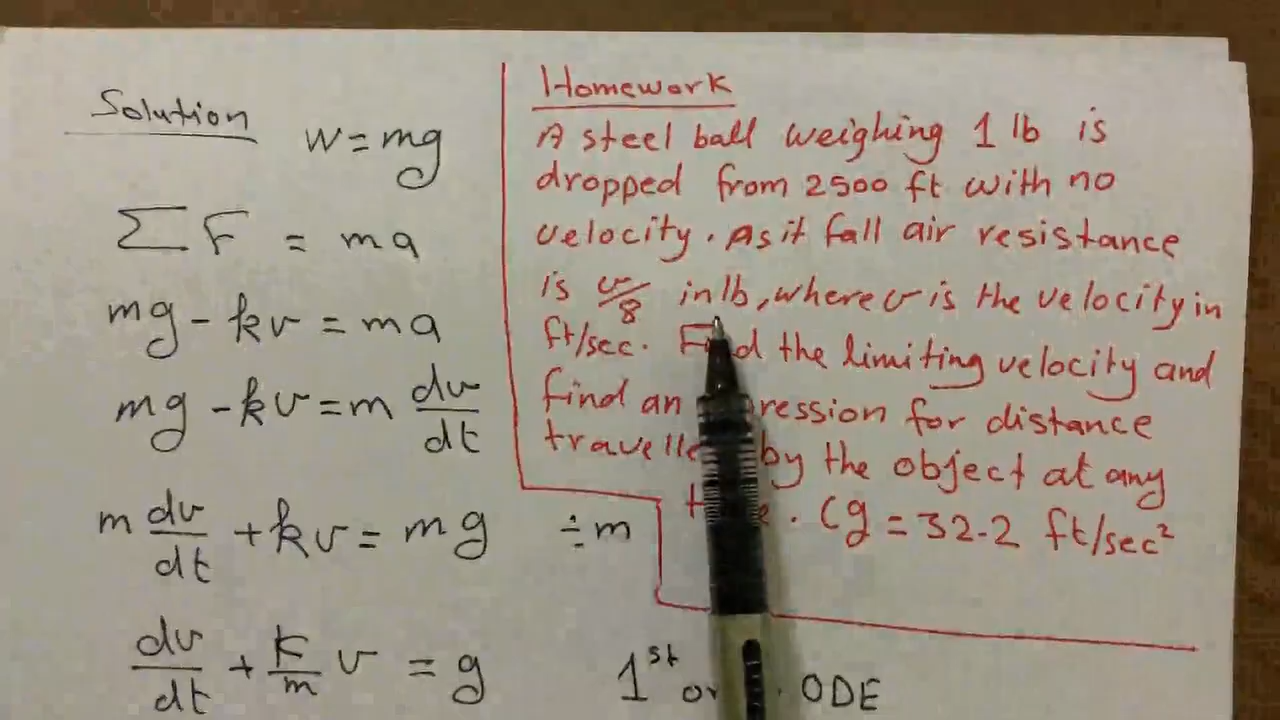 Solution
W = mg
ΣF = ma
mg - kv = ma
mg - kv = m dv/dt
m dv/dt + kv = mg ÷m
dv/dt + k/m v = g 1st ODE
Homework
A steel ball weighing 1 lb is
dropped from 2500 ft with no
velocity. As it fall air resistance
is v/8 in lb, where v is the velocity in
ft/sec. Find the limiting velocity and
find an for distance
by the object at any
. (g = 32.2 ft/sec²